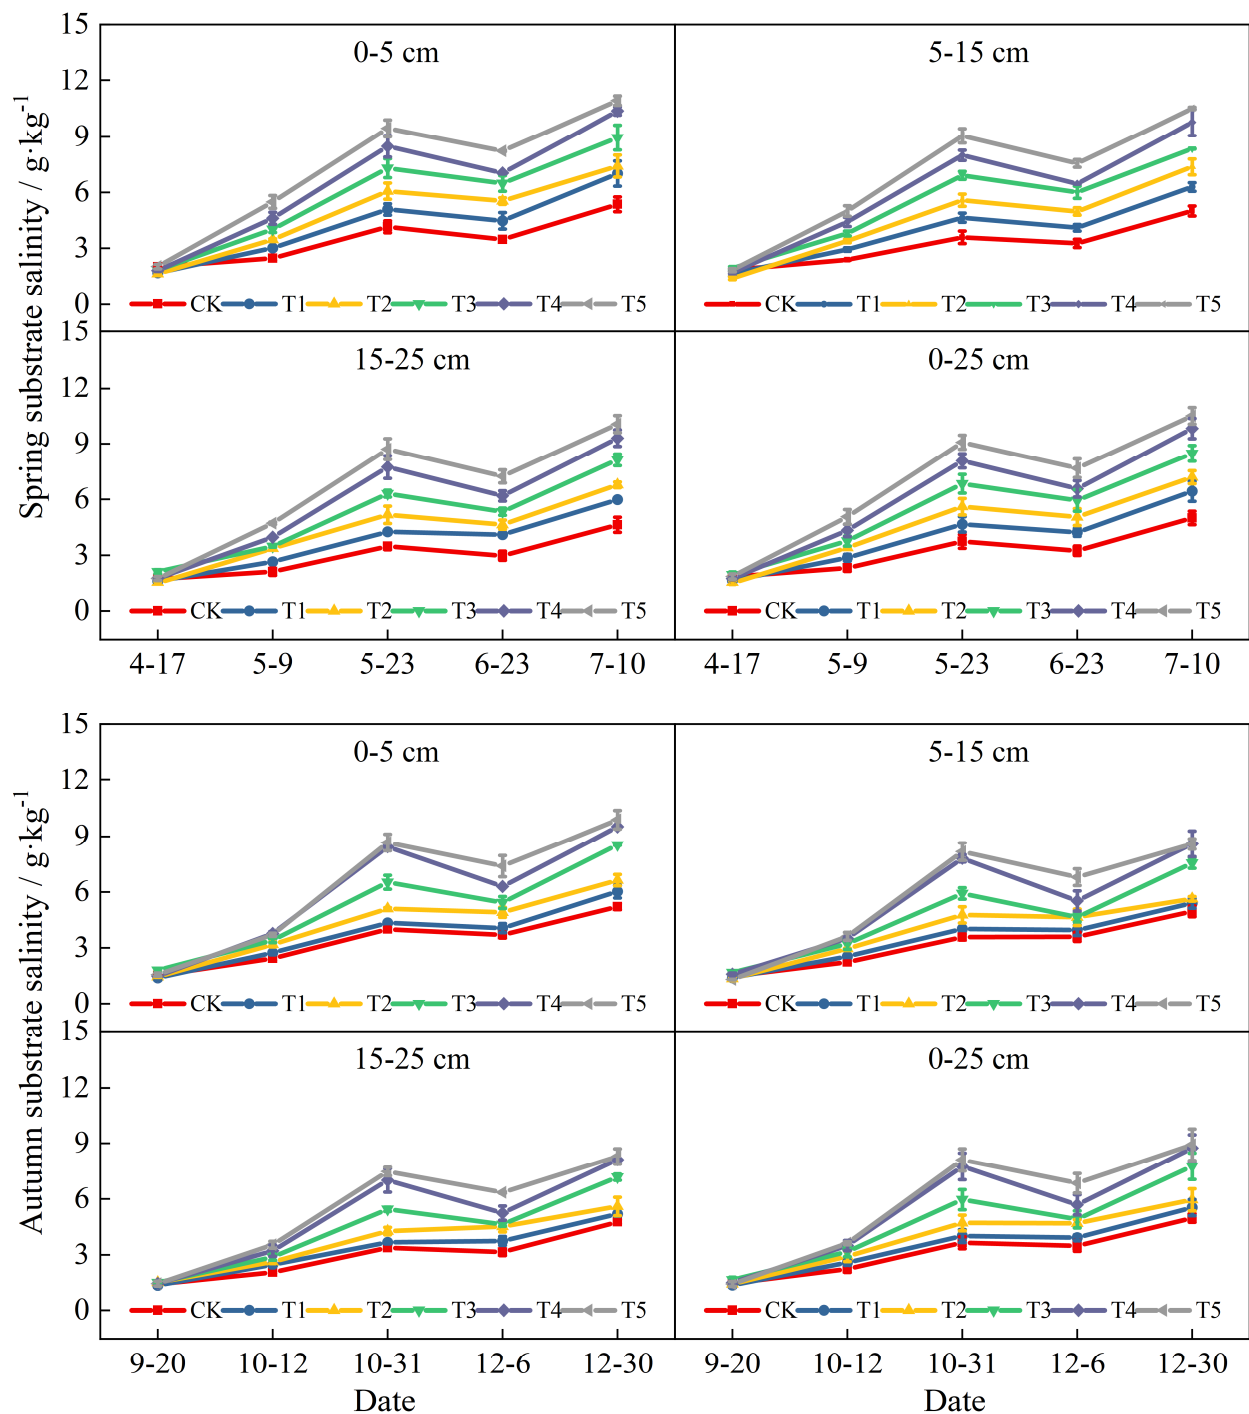 Spring substrate salinity / g·kg⁻¹
15
12
9
6
3
0
0-5 cm
CK T1 T2 T3 T4 T5
5-15 cm
CK T1 T2 T3 T4 T5
15
12
9
6
3
0
15-25 cm
CK T1 T2 T3 T4 T5
0-25 cm
CK T1 T2 T3 T4 T5
4-17 5-9 5-23 6-23 7-10
4-17 5-9 5-23 6-23 7-10
Autumn substrate salinity / g·kg⁻¹
15
12
9
6
3
0
0-5 cm
CK T1 T2 T3 T4 T5
5-15 cm
CK T1 T2 T3 T4 T5
15
12
9
6
3
0
15-25 cm
CK T1 T2 T3 T4 T5
0-25 cm
CK T1 T2 T3 T4 T5
9-20 10-12 10-31 12-6 12-30
9-20 10-12 10-31 12-6 12-30
Date
Date